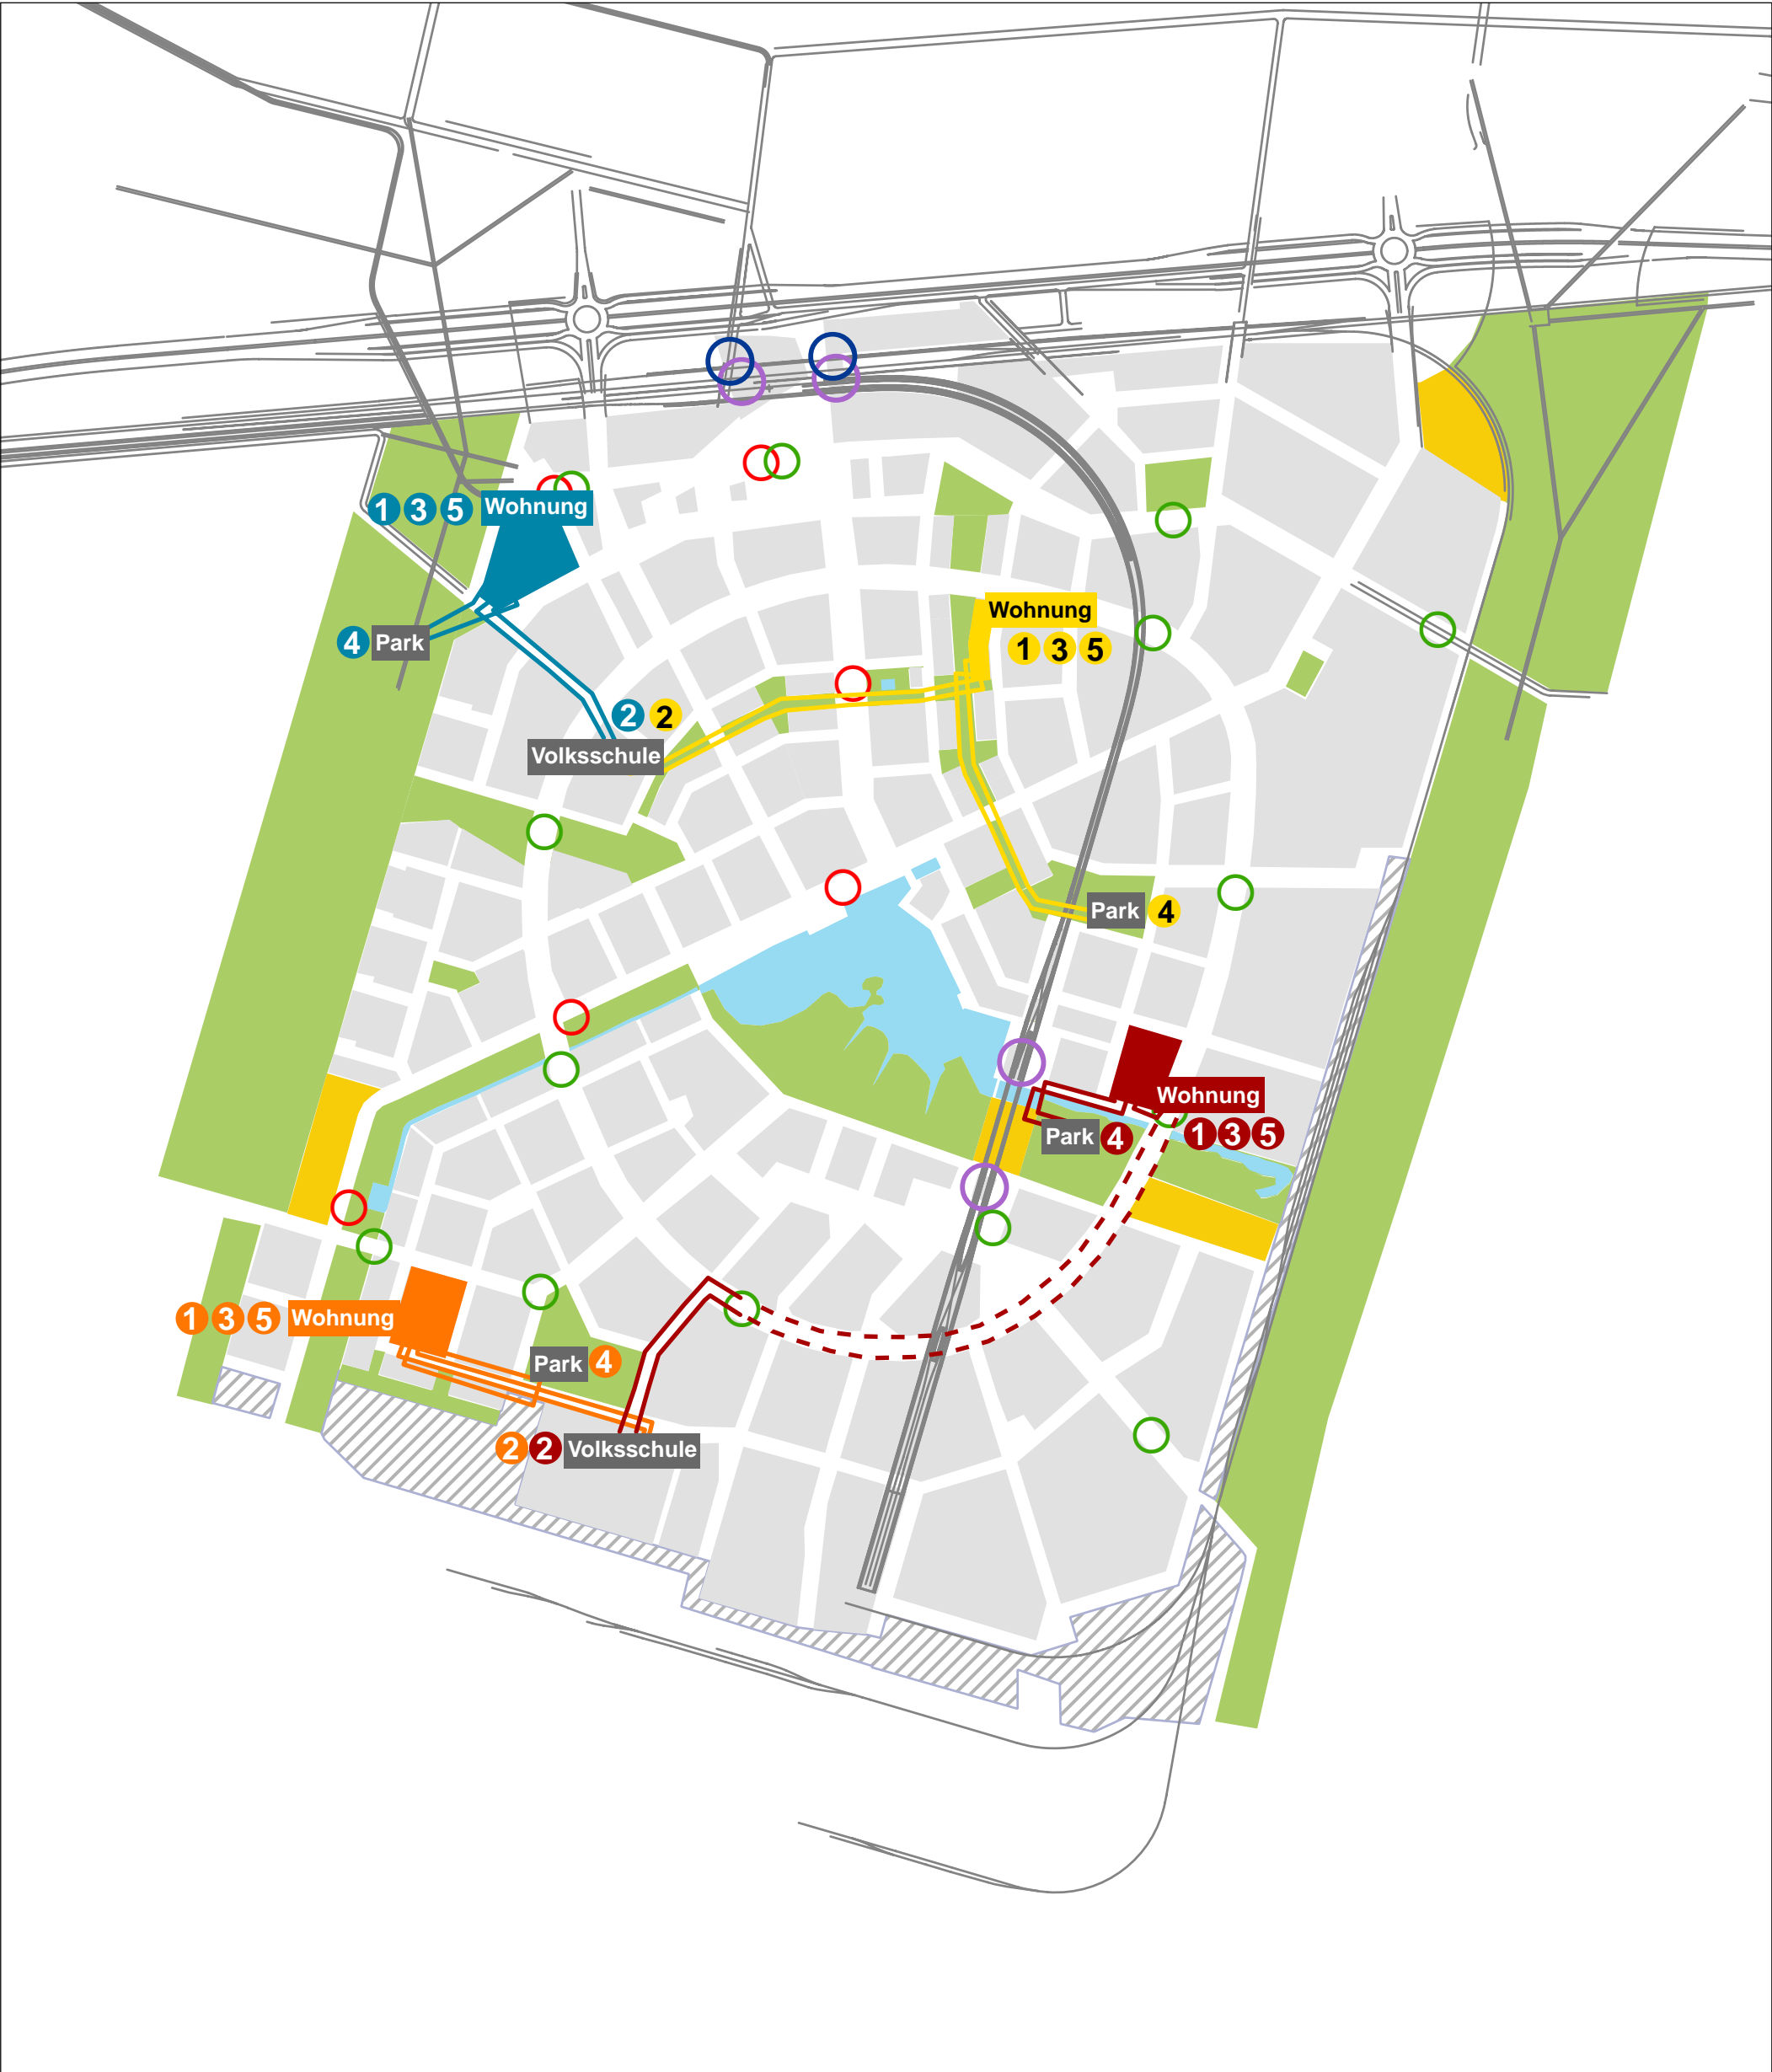 1 3 5 Wohnung
Wohnung
1 3 5
4 Park
2 2
Volksschule
Park 4
Wohnung
Park 4 1 3 5
1 3 5 Wohnung
Park 4
2 2 Volksschule